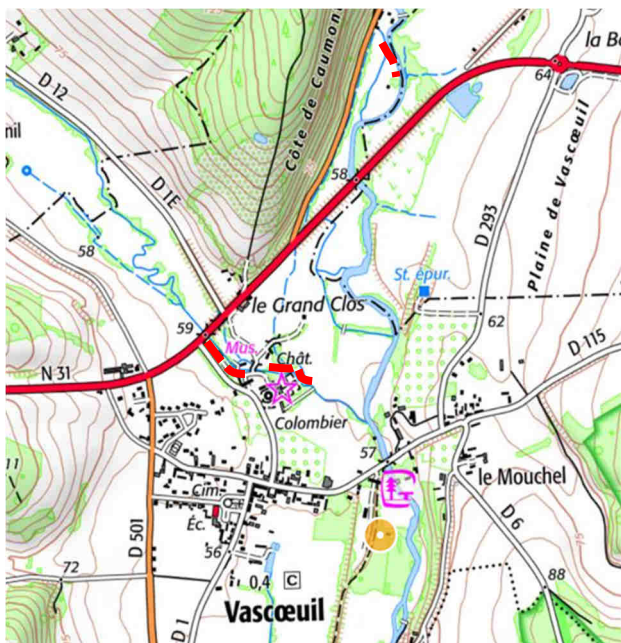 la B
64
D 12
Côte de Caumont
D 1E
58
Plaine de Vascœuil
D 293
58
St. épur.
le Grand Clos
59
Mus.
62
Chât.
D 115
N 31
Colombier
57
le Mouchel
Cim.
Éc.
D 6
D 501
56
72
0,4
C
88
Vascœuil
D 1